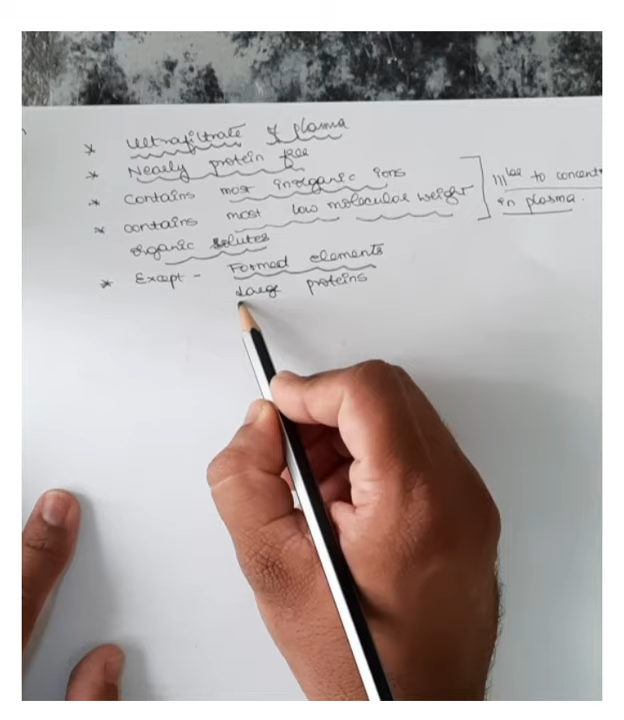 * Ultrafiltrate of plasma
* Nearly protein free
* Contains most inorganic ions
* contains most low molecular weight
organic solutes
lllar to concent
in plasma.
* Except - Formed elements
Large proteins